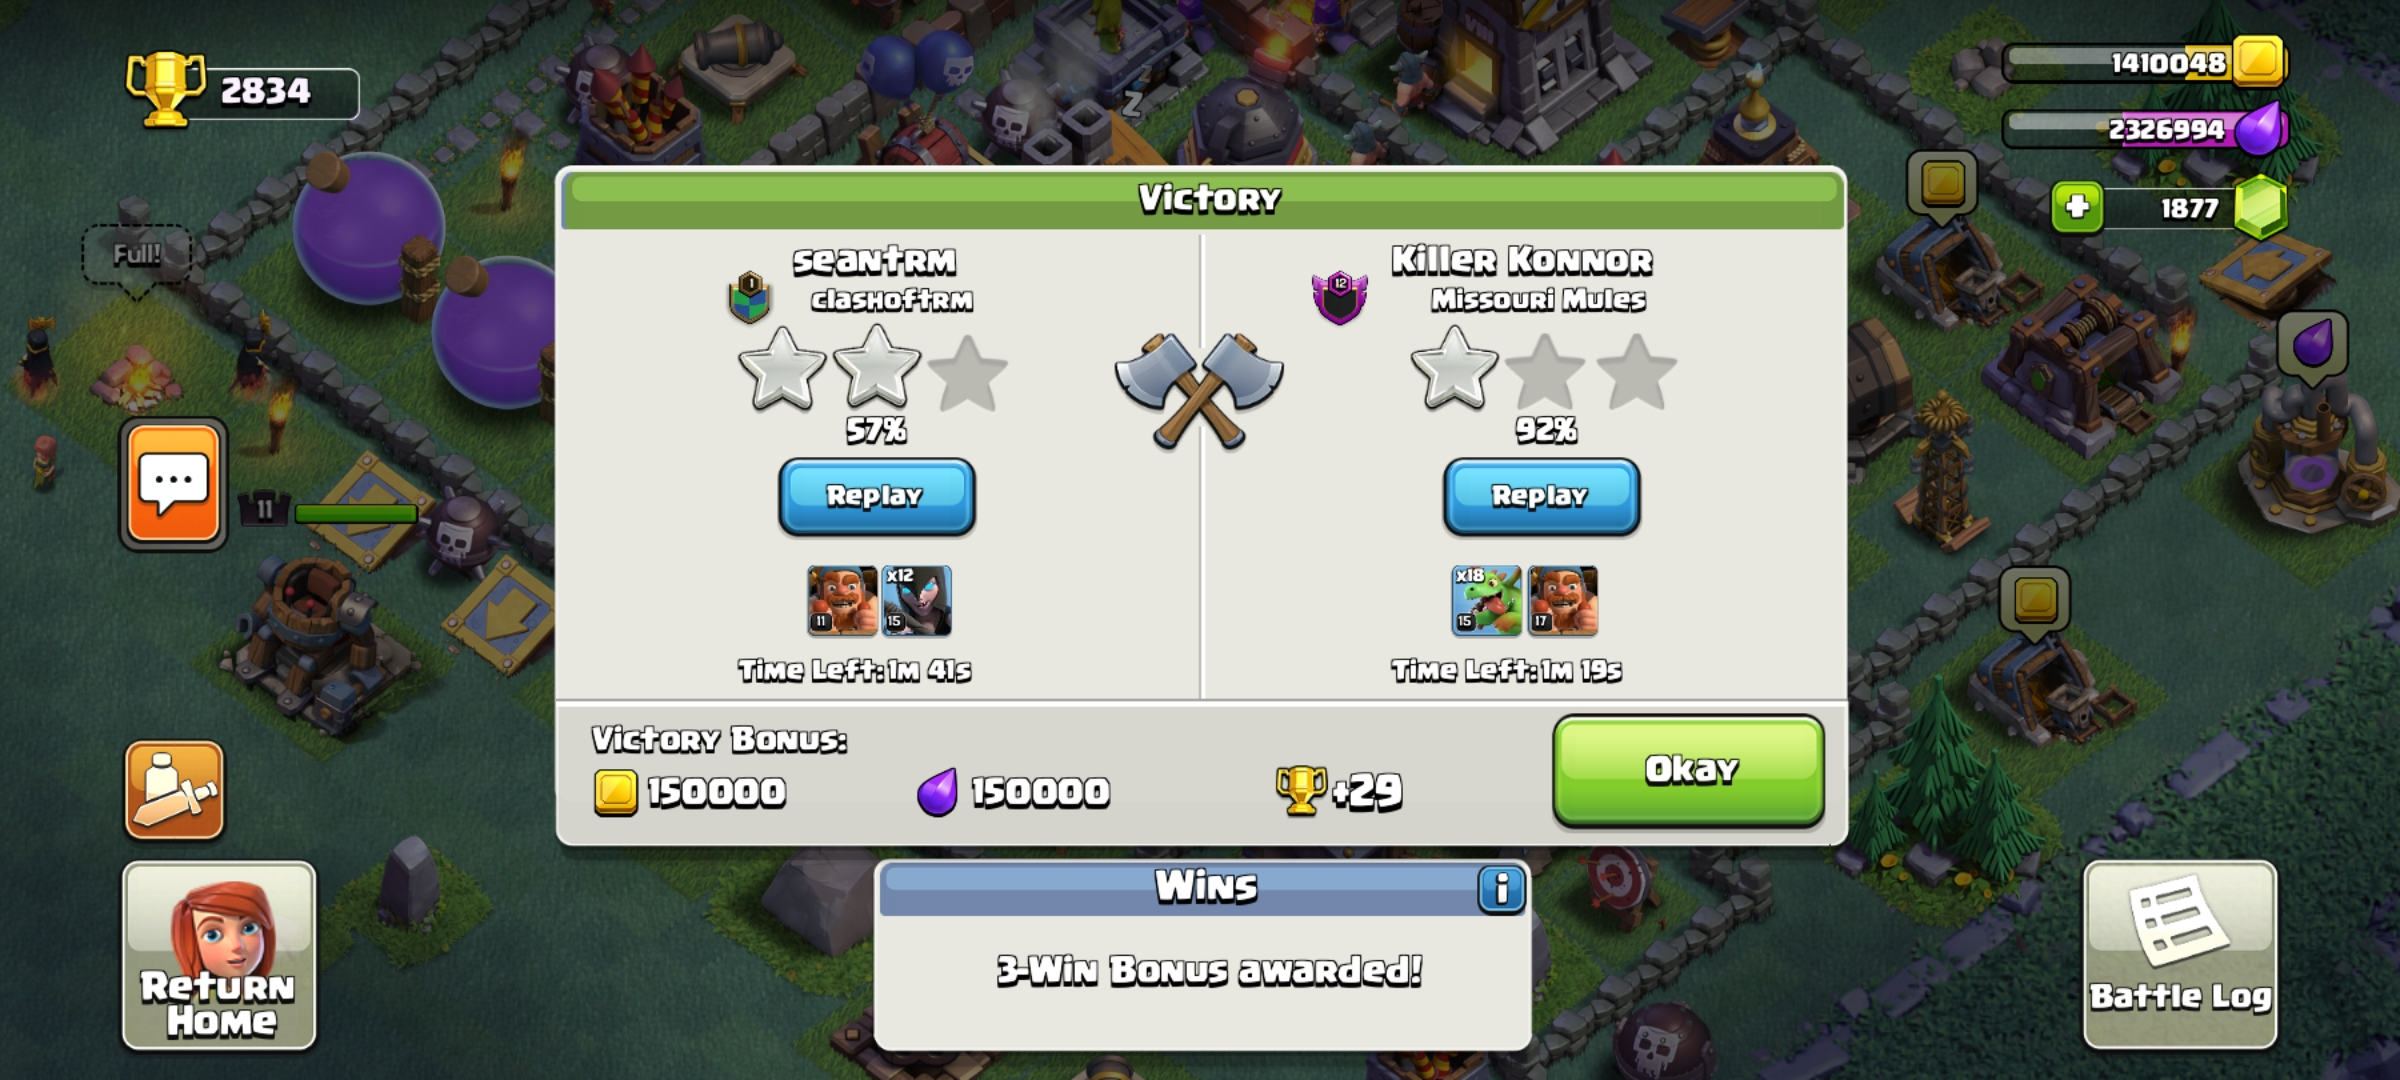 2834
1410048
2326994
1877
Full!
11
Z
Victory
seantrm
clashoftrm
1
57%
Replay
11
x12
15
Time Left: 1m 41s
Killer Konnor
Missouri Mules
12
92%
Replay
x18
15
17
Time Left: 1m 19s
Victory Bonus:
150000
150000
+29
Okay
Wins
i
3-Win Bonus awarded!
Return
Home
Battle Log